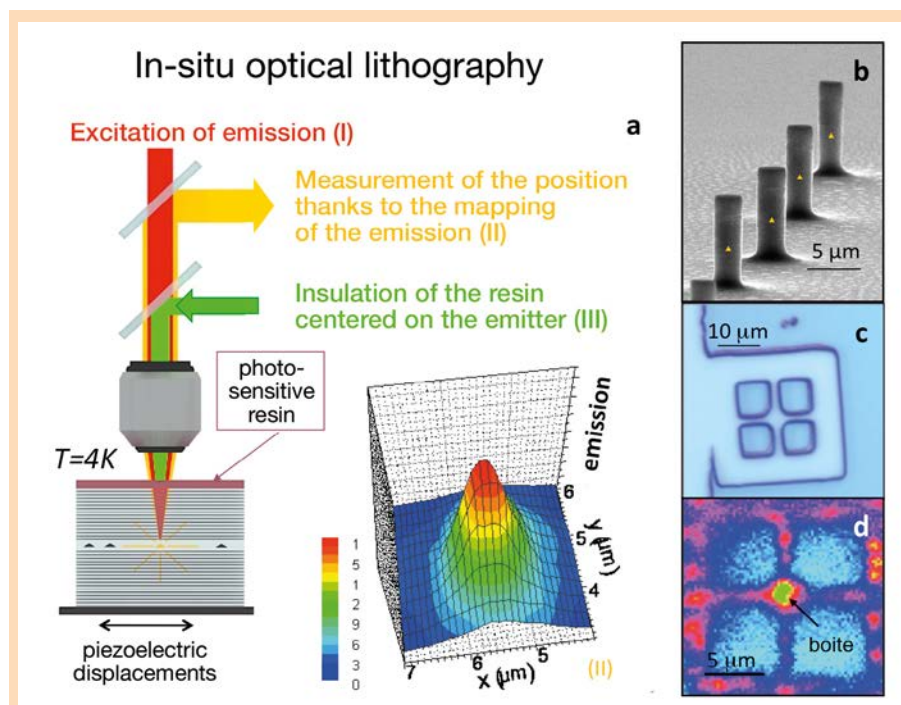 In-situ optical lithography
Excitation of emission (I)
a
Measurement of the position
thanks to the mapping
of the emission (II)
Insulation of the resin
centered on the emitter (III)
photo-
sensitive
resin
T=4K
piezoelectric
displacements
1
5
1
2
9
6
3
0
emission
6
5
4
Y (μm)
7
6
5
X (μm)
(II)
b
5 μm
10 μm
c
d
boite
5 μm